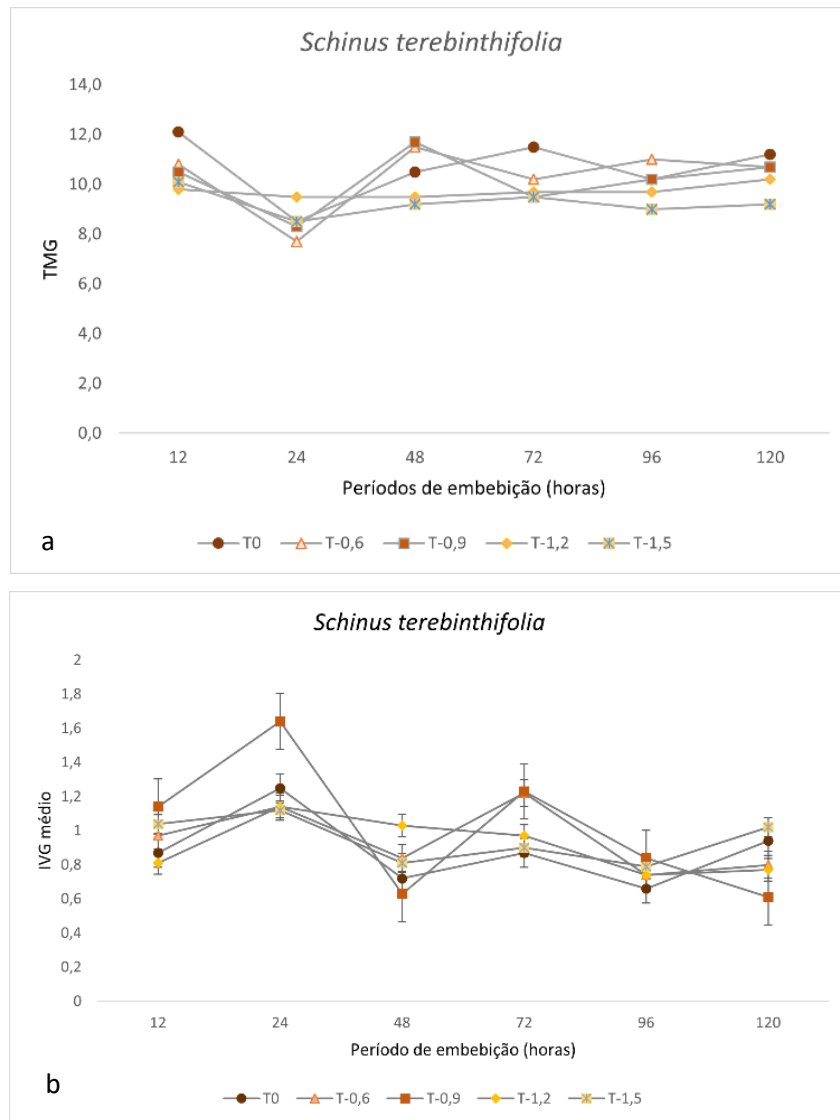 Schinus terebinthifolia
14,0
12,0
10,0
8,0
6,0
4,0
2,0
0,0
TMG
12 24 48 72 96 120
Períodos de embebição (horas)
a
T0 T-0,6 T-0,9 T-1,2 T-1,5
Schinus terebinthifolia
2
1,8
1,6
1,4
1,2
1
0,8
0,6
0,4
0,2
0
IVG médio
12 24 48 72 96 120
Período de embebição (horas)
b
T0 T-0,6 T-0,9 T-1,2 T-1,5